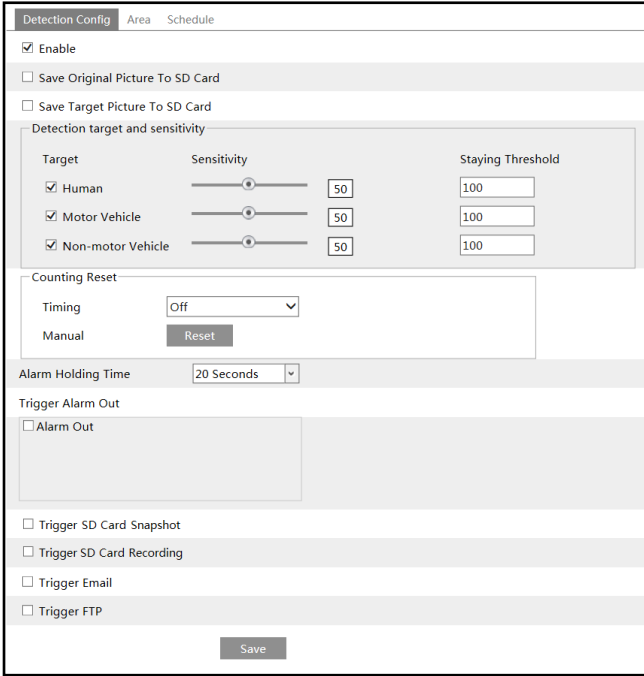 Detection Config Area Schedule
Enable
Save Original Picture To SD Card
Save Target Picture To SD Card
Detection target and sensitivity
Target Sensitivity Staying Threshold
Human 50 100
Motor Vehicle 50 100
Non-motor Vehicle 50 100
Counting Reset
Timing Off
Manual Reset
Alarm Holding Time 20 Seconds
Trigger Alarm Out
Alarm Out
Trigger SD Card Snapshot
Trigger SD Card Recording
Trigger Email
Trigger FTP
Save